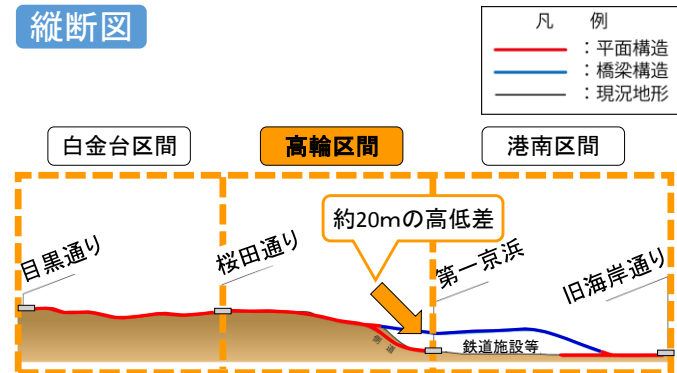 縦断図
凡 例
：平面構造
：橋梁構造
：現況地形
白金台区間
高輪区間
港南区間
約20mの高低差
目黒通り
桜田通り
第一京浜
旧海岸通り
側道
鉄道施設等